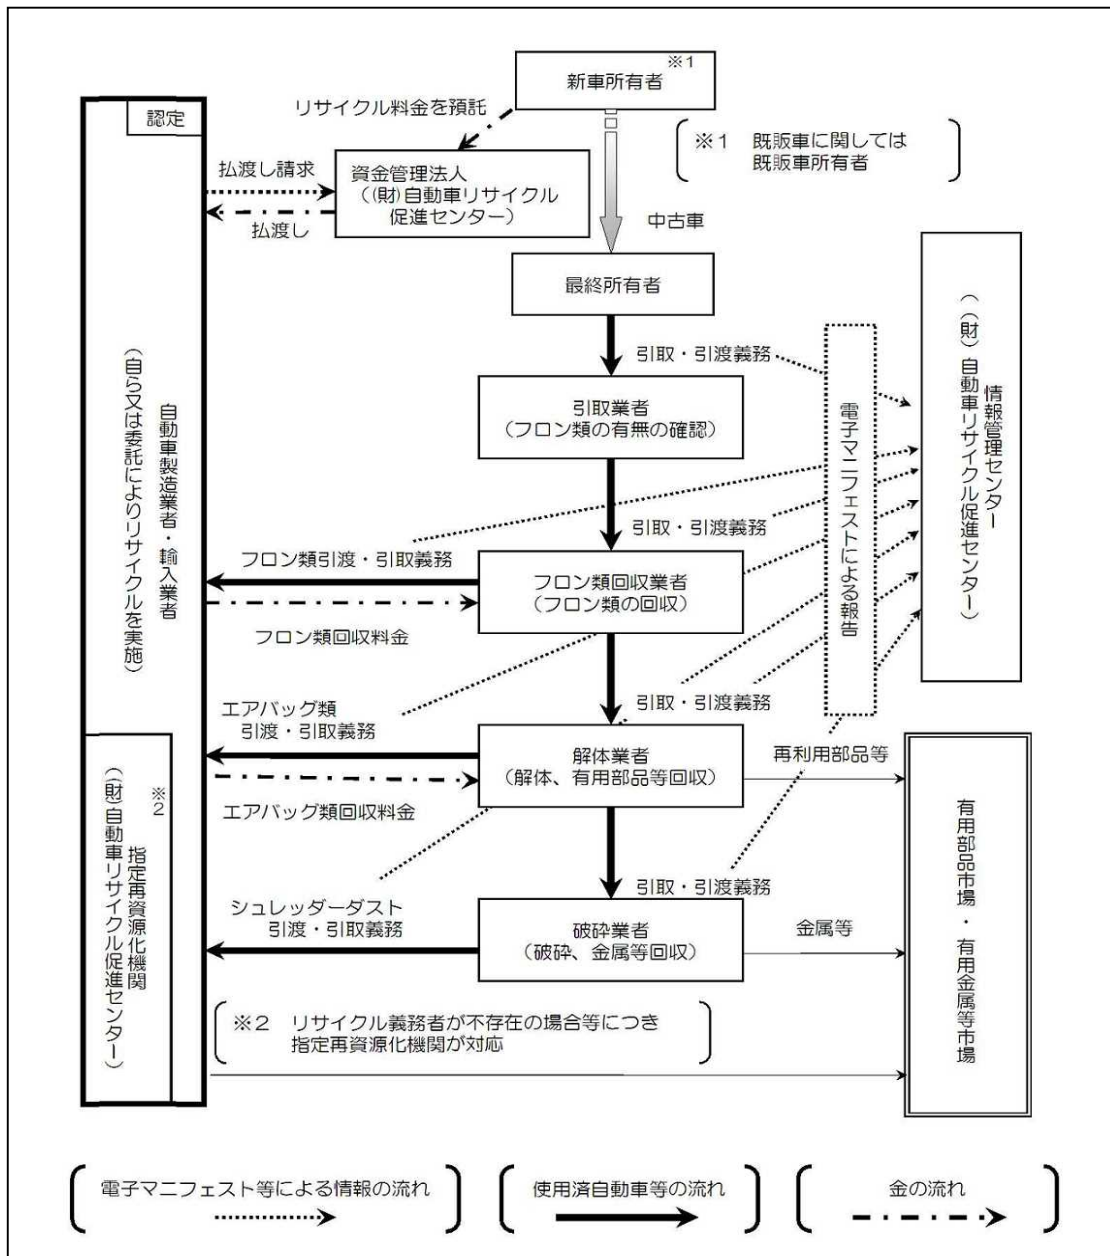 新車所有者
※1
リサイクル料金を預託
認定
※1 既販車に関しては
既販車所有者
払渡し請求
資金管理法人
((財)自動車リサイクル
促進センター)
払渡し
中古車
最終所有者
引取・引渡義務
引取業者
(フロン類の有無の確認)
電子マニフェストによる報告
情報管理センター
((財)自動車リサイクル促進センター)
自動車製造業者・輸入業者
(自ら又は委託によりリサイクルを実施)
引取・引渡義務
フロン類引渡・引取義務
フロン類回収業者
(フロン類の回収)
フロン類回収料金
引取・引渡義務
エアバッグ類
引渡・引取義務
解体業者
(解体、有用部品等回収)
再利用部品等
エアバッグ類回収料金
※2
指定再資源化機関
((財)自動車リサイクル促進センター)
有用部品市場・有用金属等市場
引取・引渡義務
シュレッダーダスト
引渡・引取義務
破砕業者
(破砕、金属等回収)
金属等
※2 リサイクル義務者が不存在の場合等につき
指定再資源化機関が対応
電子マニフェスト等による情報の流れ
使用済自動車等の流れ
金の流れ